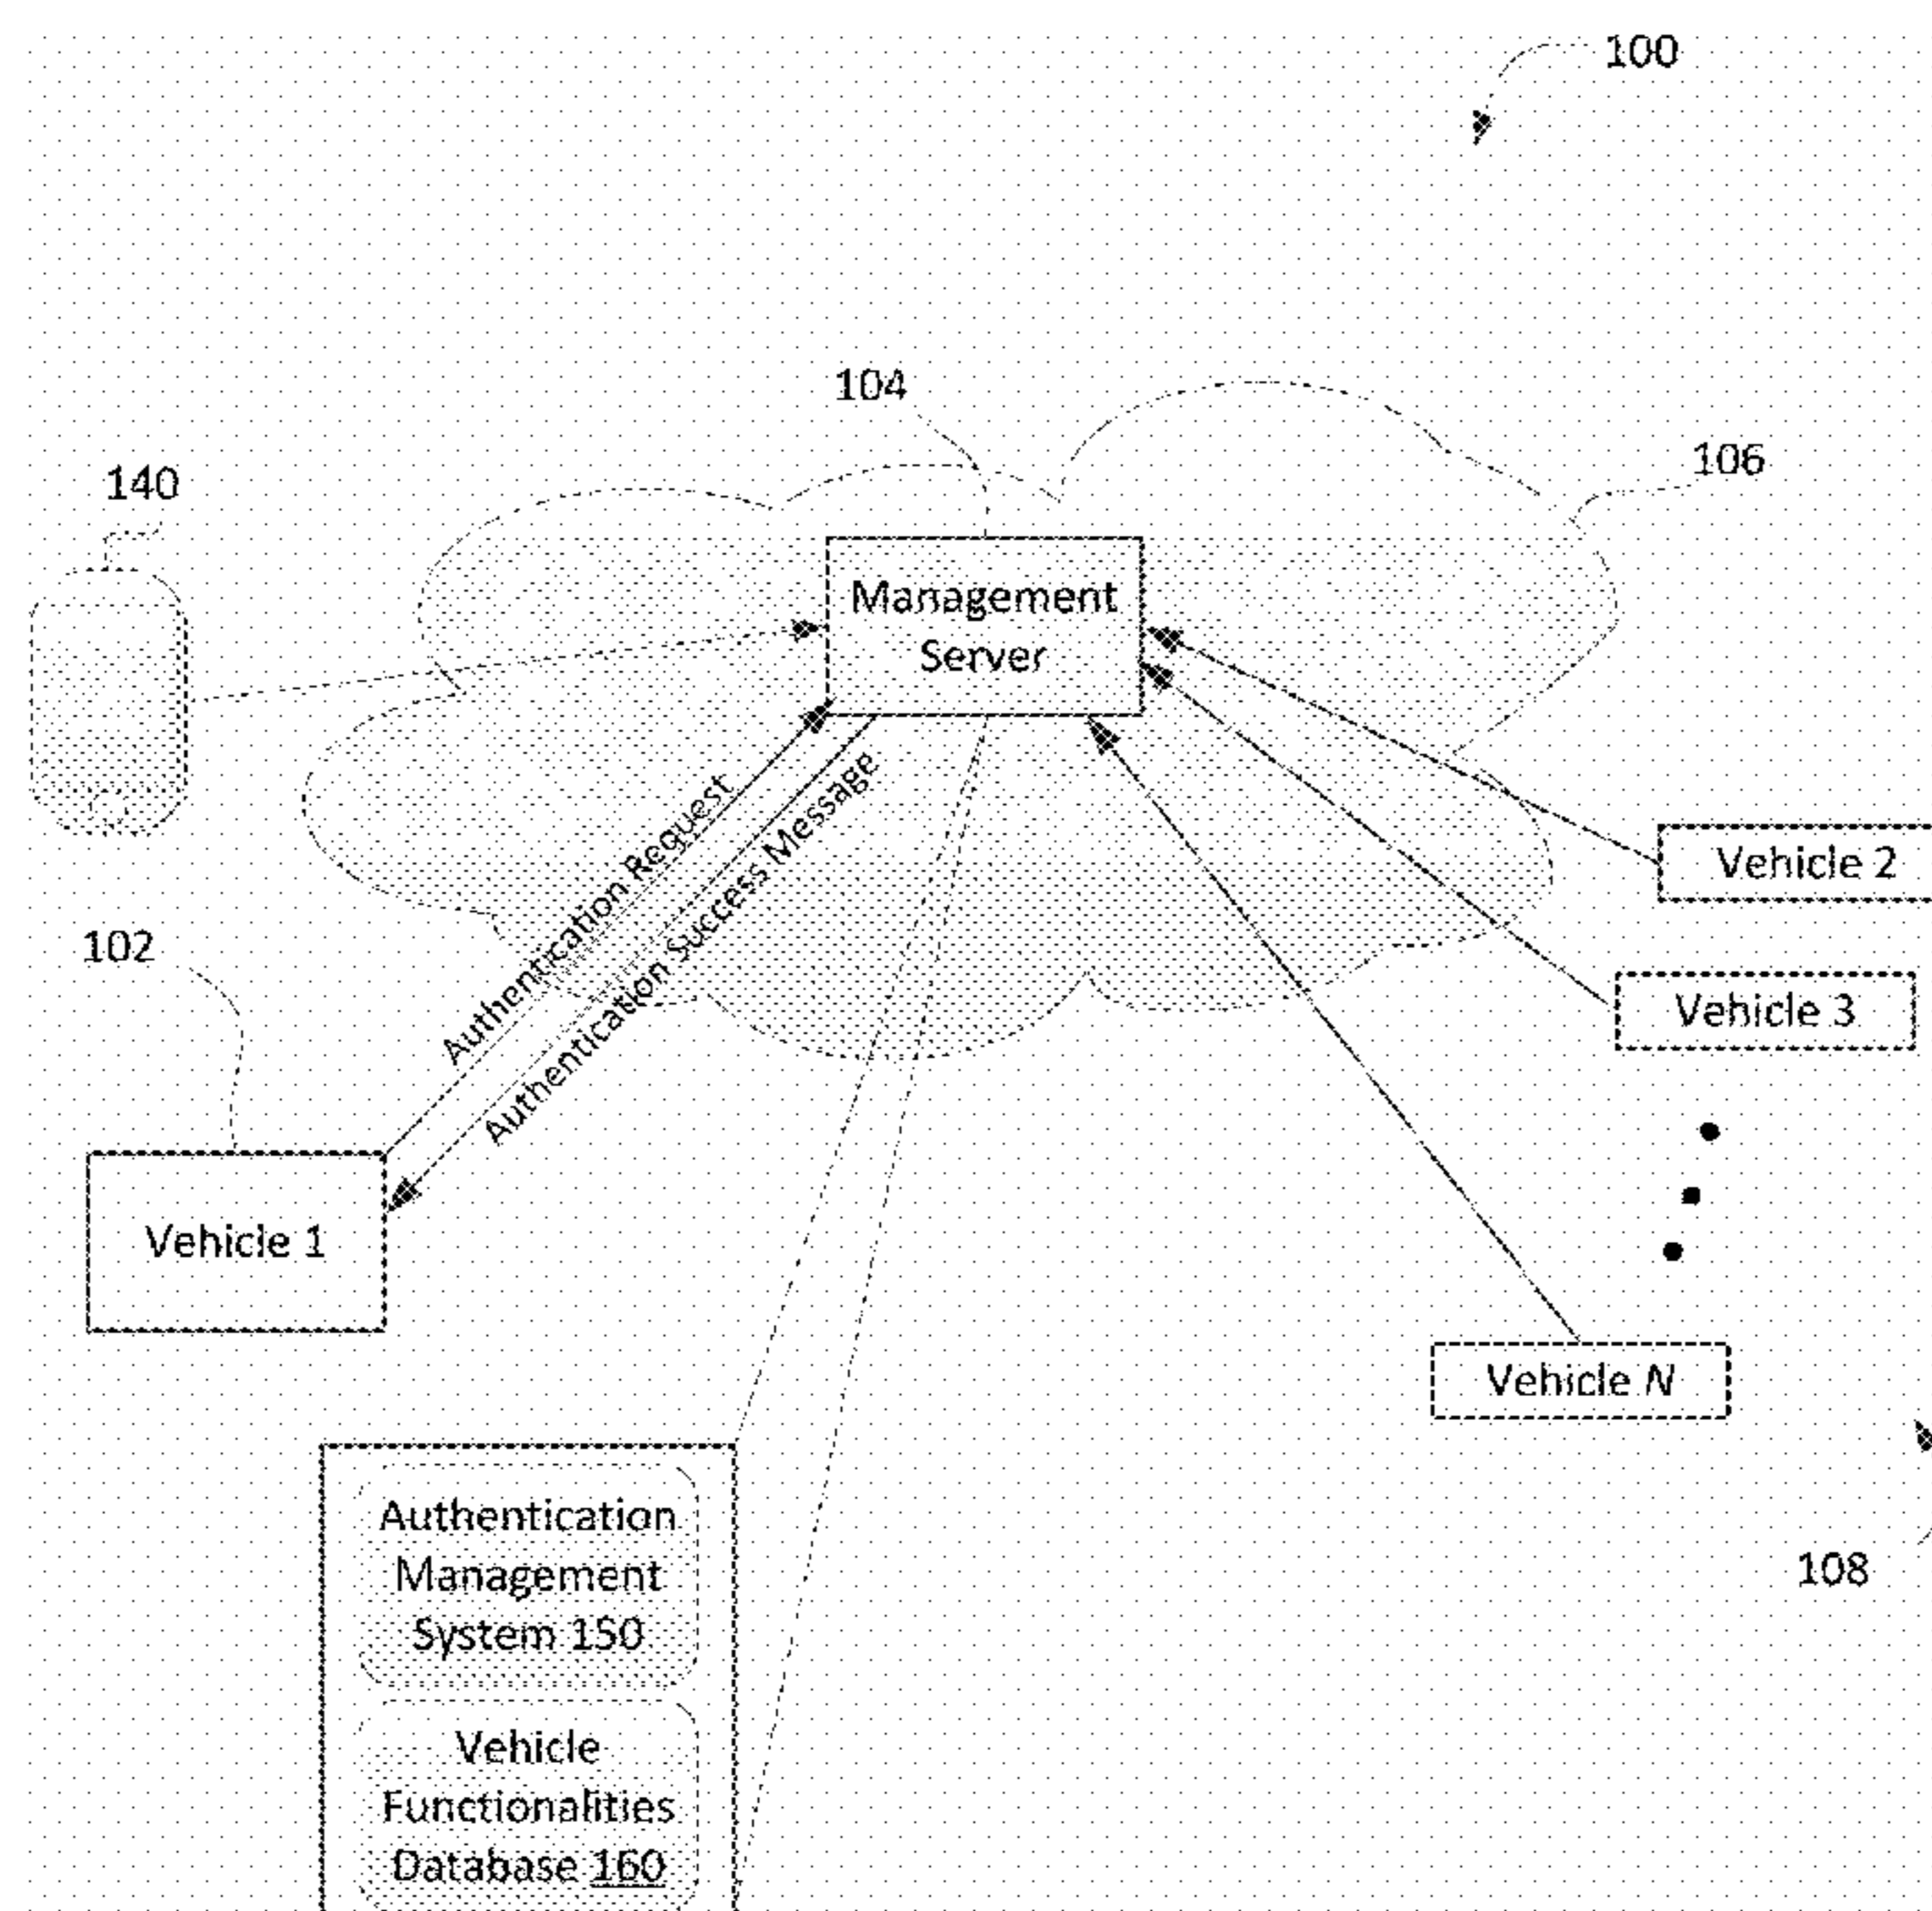 100
104
106
140
Management
Server
Authentication Request
Authentication Success Message
Vehicle 2
102
Vehicle 3
Vehicle 1
Vehicle N
Authentication
Management
System 150
108
Vehicle
Functionalities
Database 160